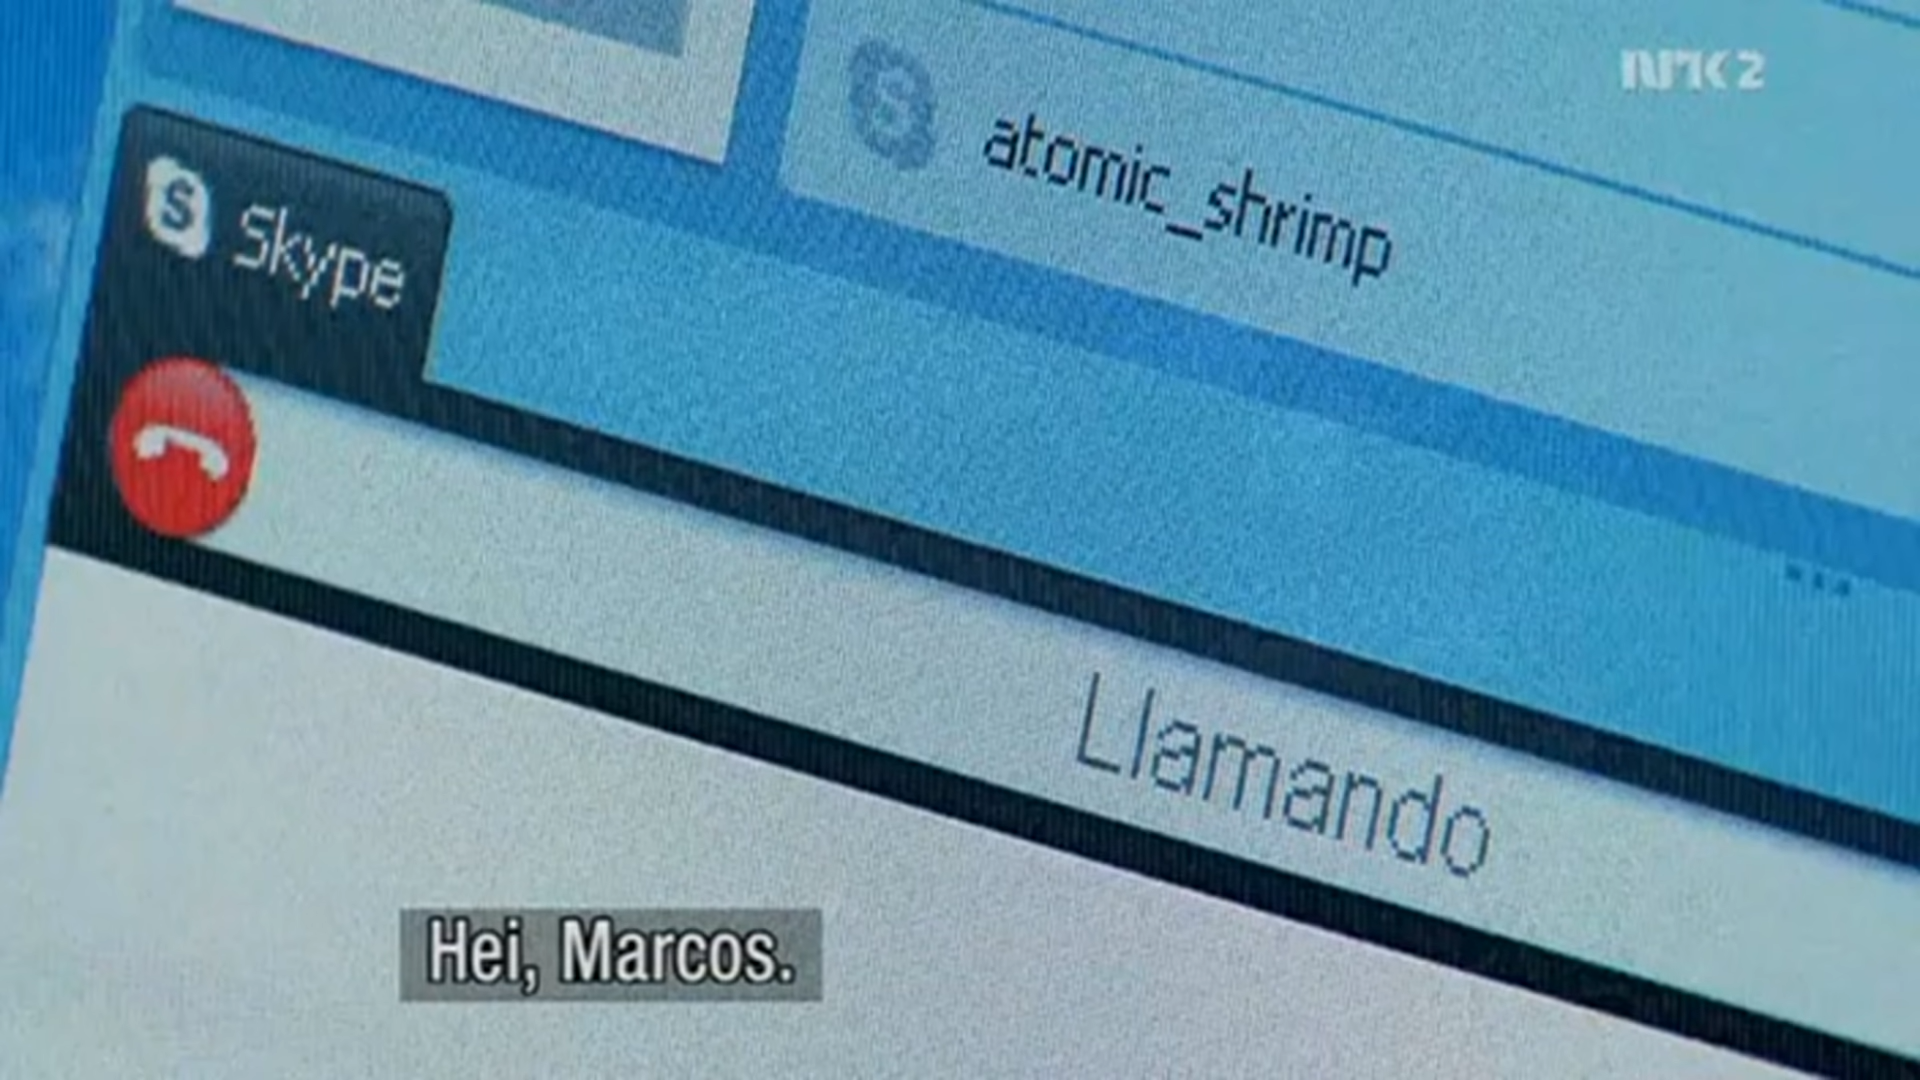 NRK 2
atomic_shrimp
Skype
Llamando
Hei, Marcos.